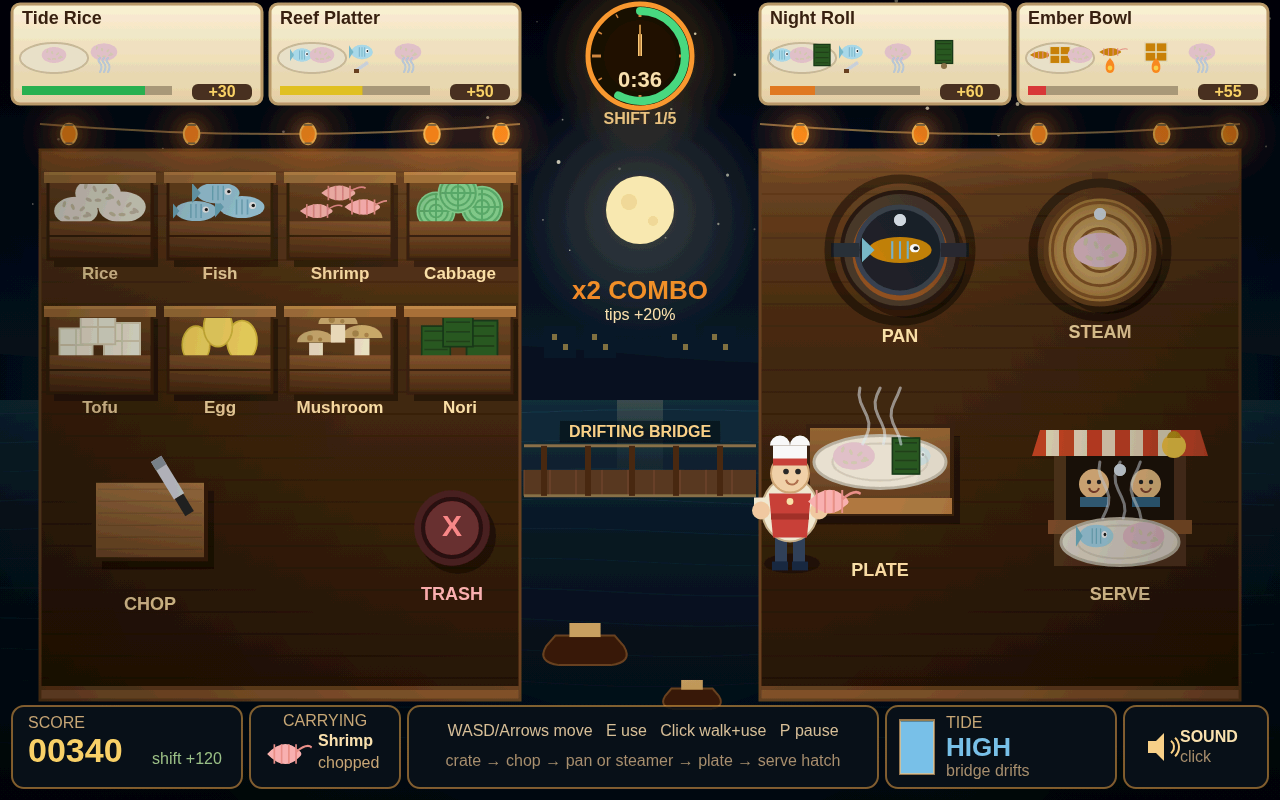 Tide Rice
+30
Reef Platter
+50
0:36
SHIFT 1/5
Night Roll
+60
Ember Bowl
+55
Rice
Fish
Shrimp
Cabbage
Tofu
Egg
Mushroom
Nori
CHOP
X
TRASH
x2 COMBO
tips +20%
DRIFTING BRIDGE
PAN
STEAM
PLATE
SERVE
SCORE
00340
shift +120
CARRYING
Shrimp
chopped
WASD/Arrows move E use Click walk+use P pause
crate → chop → pan or steamer → plate → serve hatch
TIDE
HIGH
bridge drifts
SOUND
click